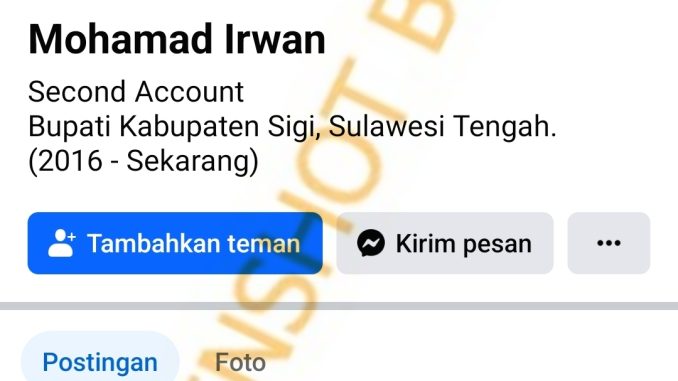 Mohamad Irwan
Second Account
Bupati Kabupaten Sigi, Sulawesi Tengah.
(2016 - Sekarang)
Tambahkan teman
Kirim pesan
Postingan
Foto